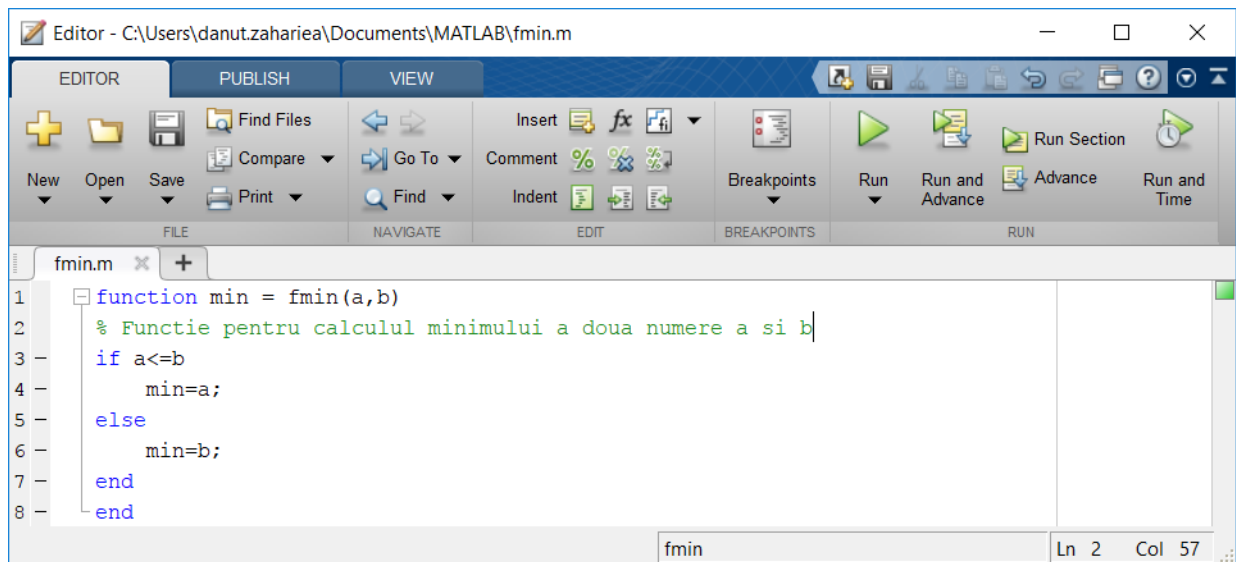 Editor - C:\Users\danut.zahariea\Documents\MATLAB\fmin.m
EDITOR PUBLISH VIEW
New
Open
Save
Find Files
Compare
Print
FILE
Go To
Find
NAVIGATE
Insert fx fi
Comment % % %
Indent
EDIT
Breakpoints
BREAKPOINTS
Run
Run and
Advance
Run Section
Advance
Run and
Time
RUN
fmin.m
1 function min = fmin(a,b)
2 % Functie pentru calculul minimului a doua numere a si b
3 - if a<=b
4 - min=a;
5 - else
6 - min=b;
7 - end
8 - end
fmin Ln 2 Col 57